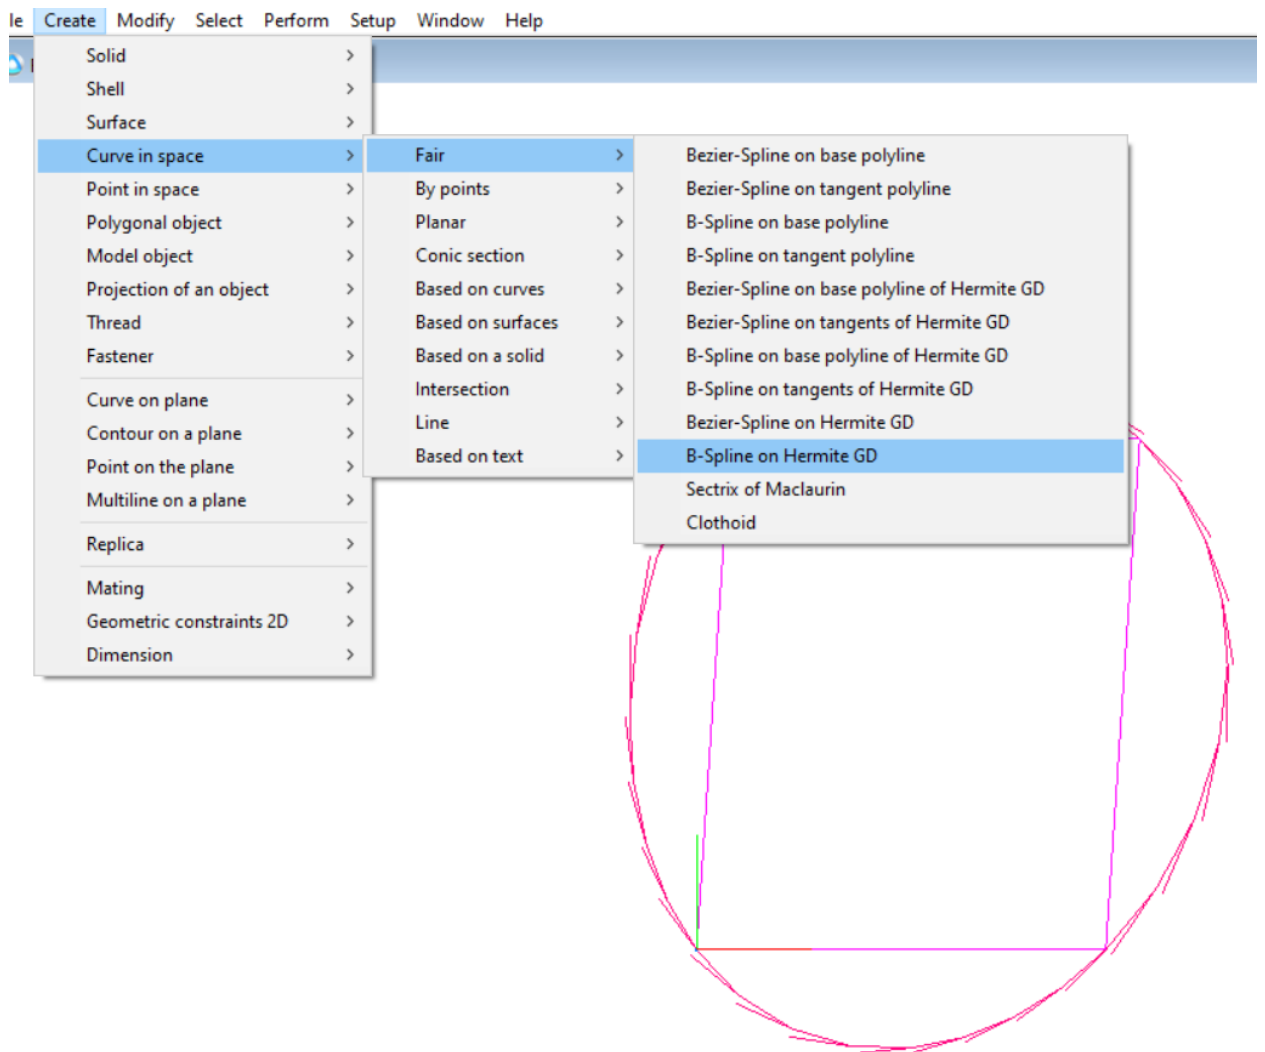 le Create Modify Select Perform Setup Window Help
Solid
Shell
Surface
Curve in space
Point in space
Polygonal object
Model object
Projection of an object
Thread
Fastener
Curve on plane
Contour on a plane
Point on the plane
Multiline on a plane
Replica
Mating
Geometric constraints 2D
Dimension
Fair
By points
Planar
Conic section
Based on curves
Based on surfaces
Based on a solid
Intersection
Line
Based on text
Bezier-Spline on base polyline
Bezier-Spline on tangent polyline
B-Spline on base polyline
B-Spline on tangent polyline
Bezier-Spline on base polyline of Hermite GD
Bezier-Spline on tangents of Hermite GD
B-Spline on base polyline of Hermite GD
B-Spline on tangents of Hermite GD
Bezier-Spline on Hermite GD
B-Spline on Hermite GD
Sectrix of Maclaurin
Clothoid